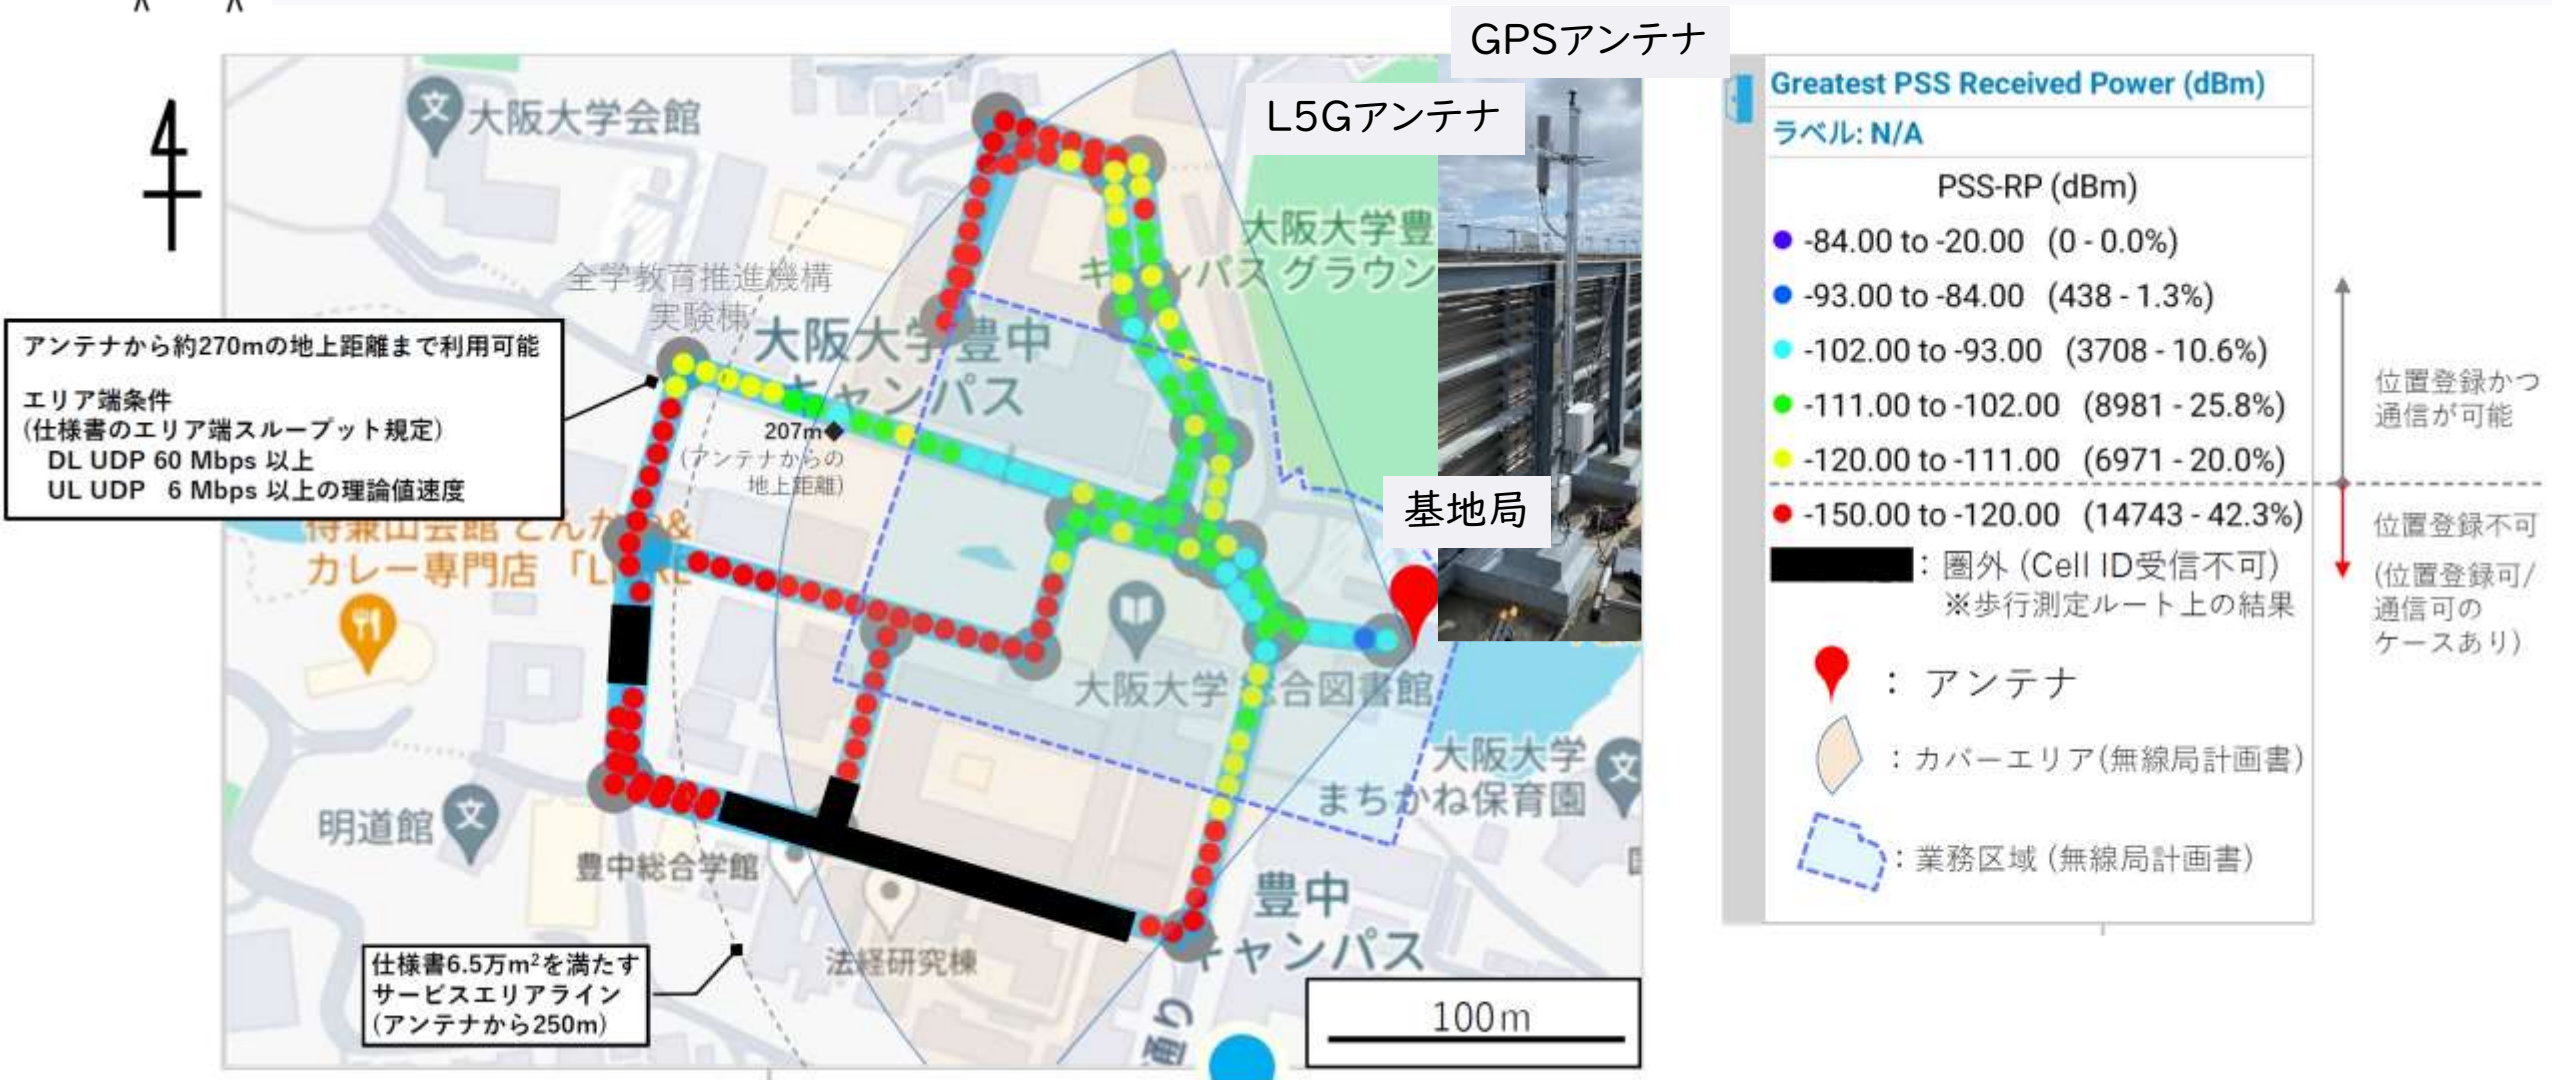 GPSアンテナ
L5Gアンテナ
基地局
大阪大学会館
全学教育推進機構
実験棟
大阪大学豊中
キャンパス
大阪大学豊
キャンパス グラウン
アンテナから約270mの地上距離まで利用可能
エリア端条件
(仕様書のエリア端スループット規定)
DL UDP 60 Mbps 以上
UL UDP 6 Mbps 以上の理論値速度
207m◆
(アンテナからの
地上距離)
カレー専門店 「LIBRE
大阪大学 総合図書館
大阪大学
まちかね保育園
明道館
豊中総合学館
法経研究棟
豊中
キャンパス
通り
仕様書6.5万m²を満たす
サービスエリアライン
(アンテナから250m)
100m
Greatest PSS Received Power (dBm)
ラベル: N/A
PSS-RP (dBm)
-84.00 to -20.00 (0 - 0.0%)
-93.00 to -84.00 (438 - 1.3%)
-102.00 to -93.00 (3708 - 10.6%)
-111.00 to -102.00 (8981 - 25.8%)
-120.00 to -111.00 (6971 - 20.0%)
-150.00 to -120.00 (14743 - 42.3%)
：圏外 (Cell ID受信不可)
※歩行測定ルート上の結果
：アンテナ
：カバーエリア(無線局計画書)
：業務区域 (無線局計画書)
位置登録かつ
通信が可能
位置登録不可
(位置登録可/
通信可の
ケースあり)